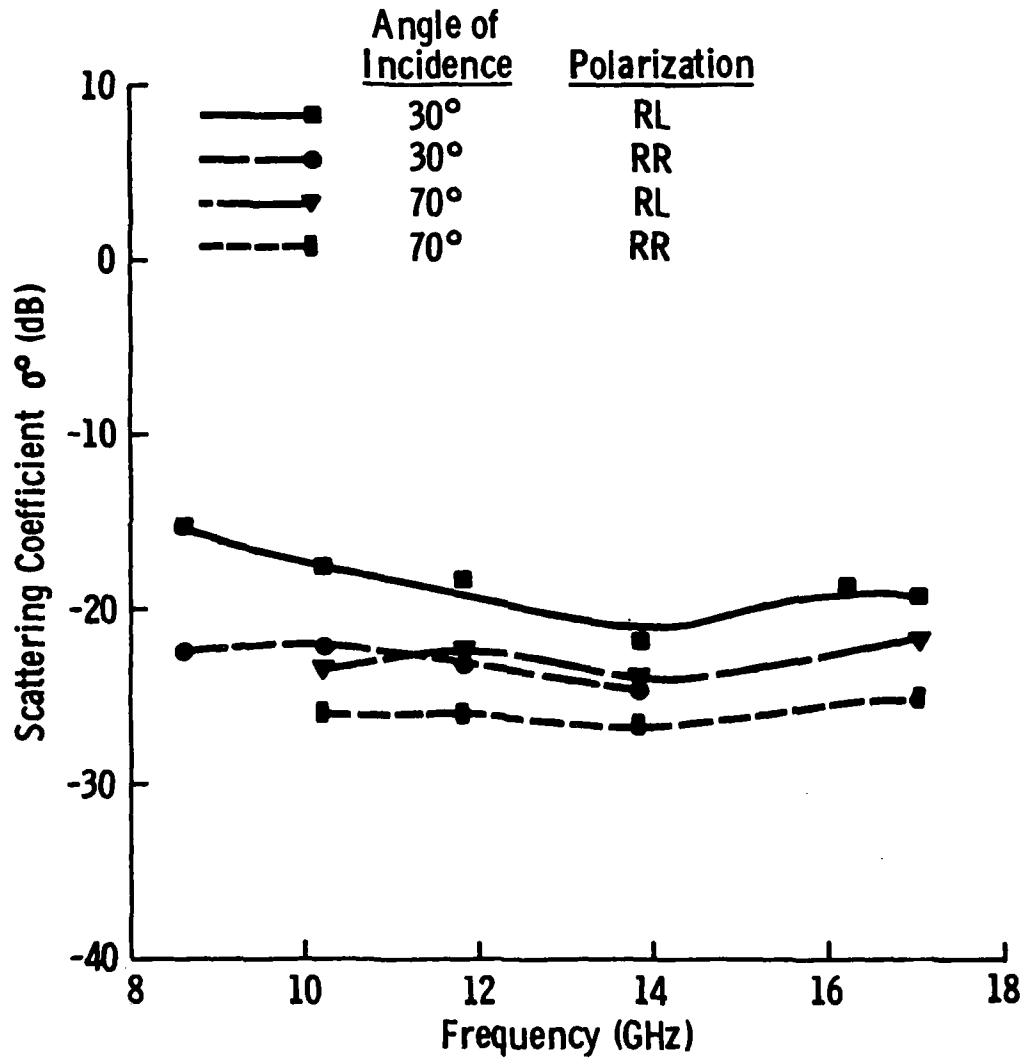 Angle of
Incidence Polarization
30° RL
30° RR
70° RL
70° RR
10
0
-10
-20
-30
-40
Scattering Coefficient σ° (dB)
8 10 12 14 16 18
Frequency (GHz)